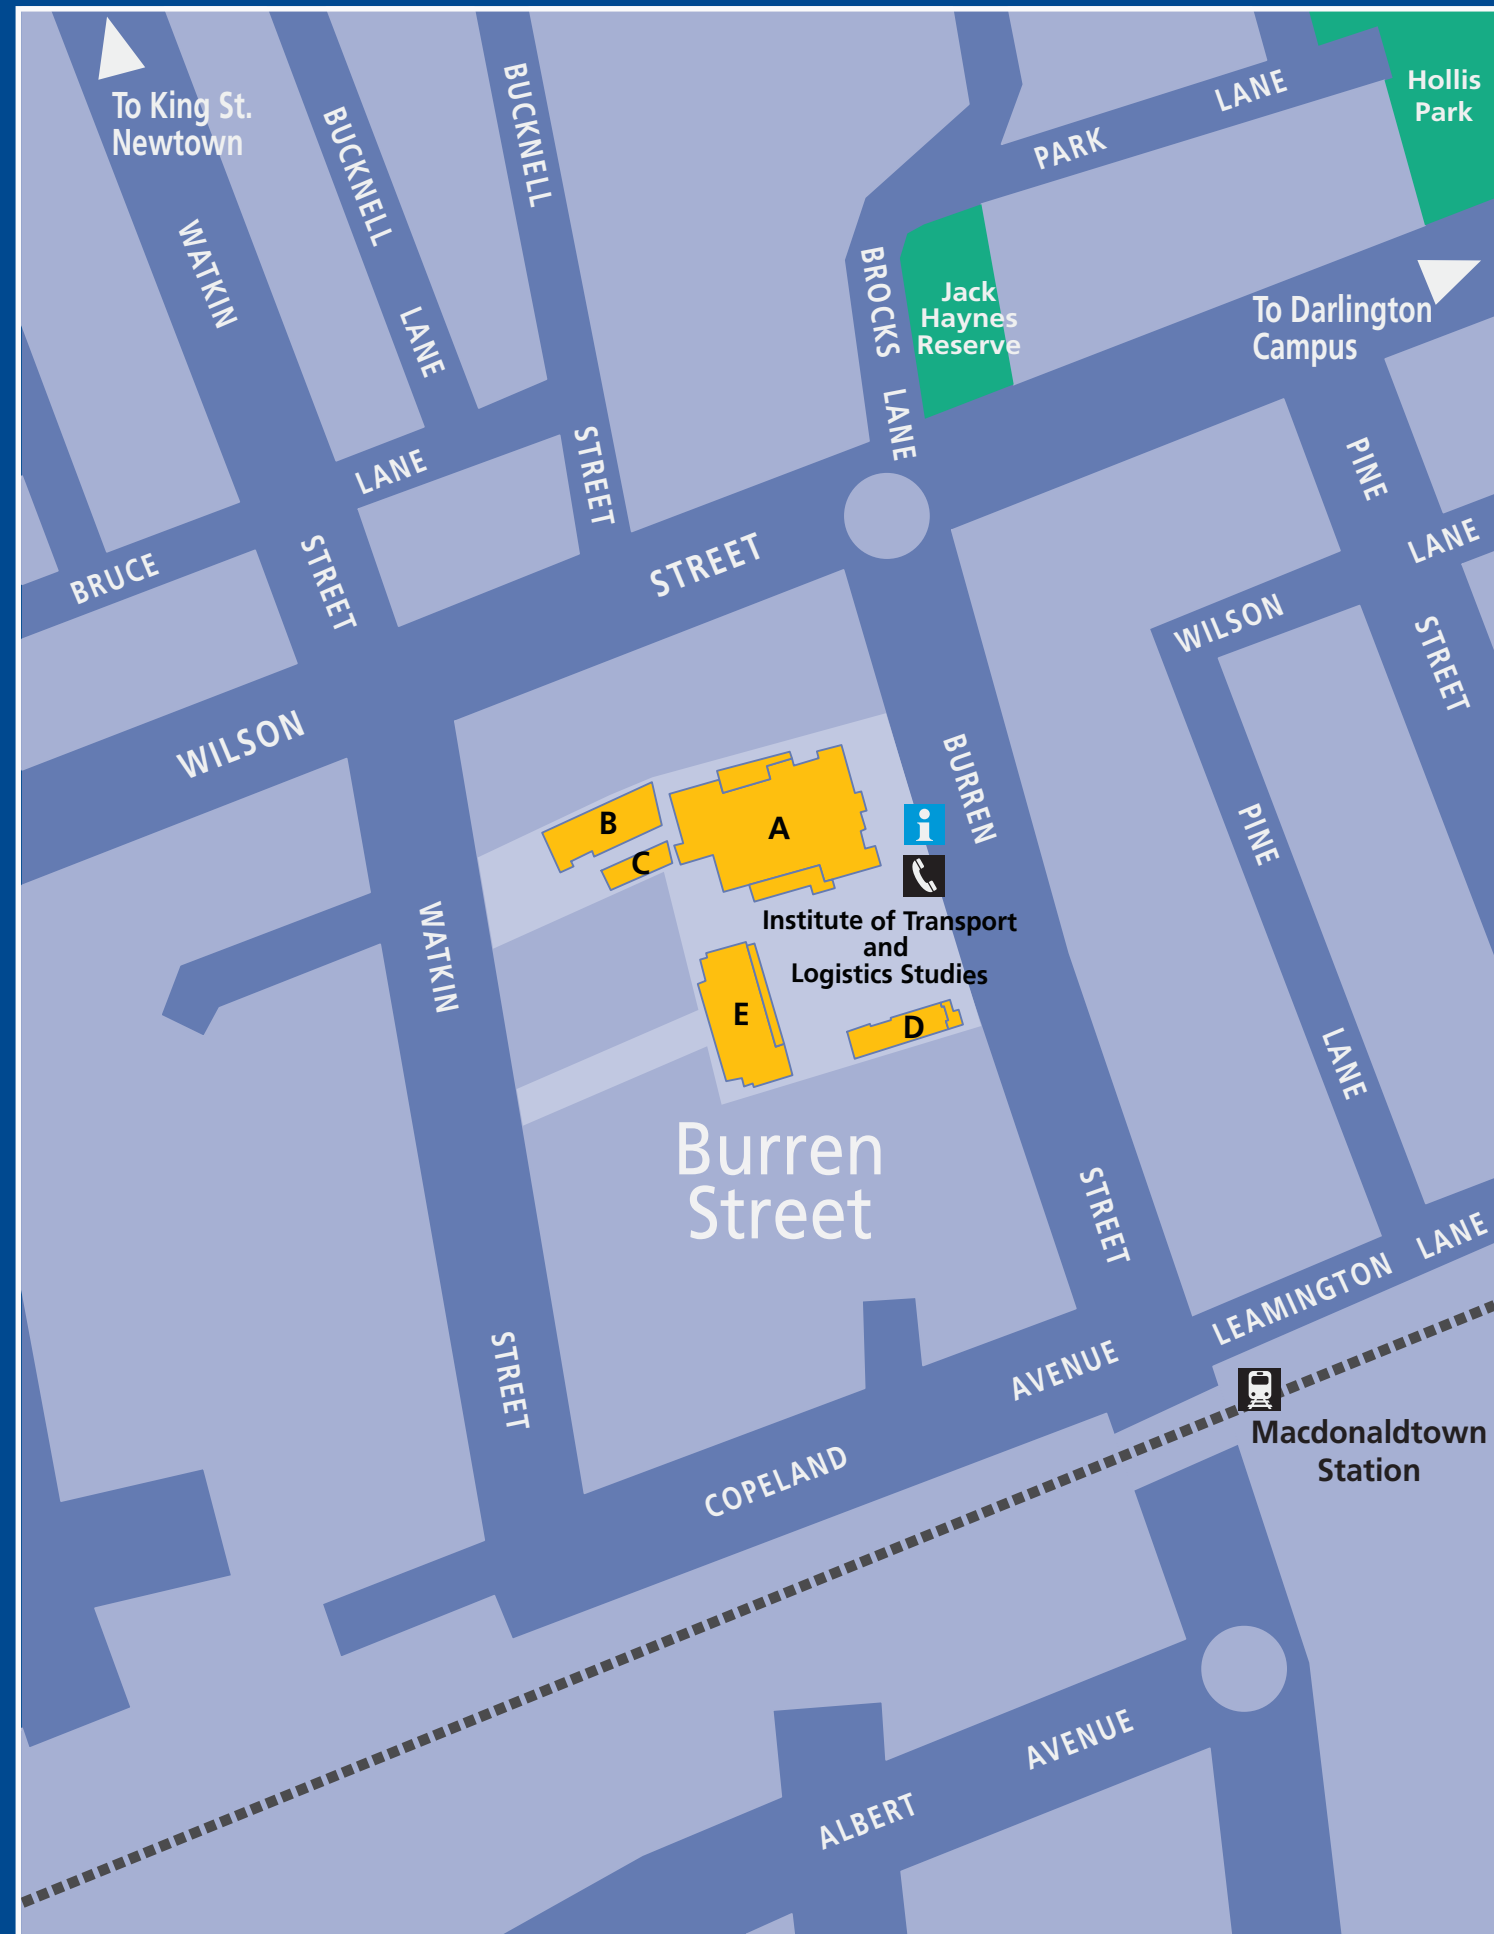 To King St.
Newtown
BUCKNELL
LANE
BUCKNELL
STREET
WATKIN
STREET
PARK LANE
Hollis
Park
BROCKS LANE
Jack
Haynes
Reserve
To Darlington
Campus
BRUCE LANE
WILSON STREET
PINE
STREET
WILSON LANE
PINE
LANE
BURREN
STREET
B
A
C
Institute of Transport
and
Logistics Studies
E
D
WATKIN
STREET
Burren
Street
LEAMINGTON LANE
COPELAND AVENUE
Macdonaldtown
Station
ALBERT AVENUE